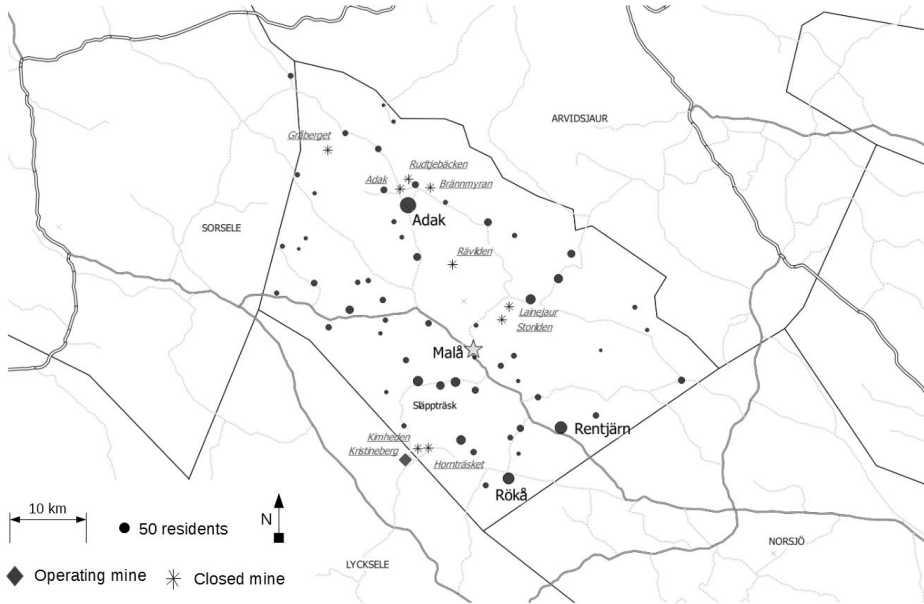 ARVIDSJAUR
Gråberget
Rudtjebäcken
Adak
Brännmyran
Adak
SORSELE
Rävliden
Lainejaur
Storliden
Malå
Släppträsk
Rentjärn
Kimheden
Kristineberg
Hornträsket
Rökå
10 km
50 residents
N
NORSJÖ
LYCKSELE
Operating mine
Closed mine